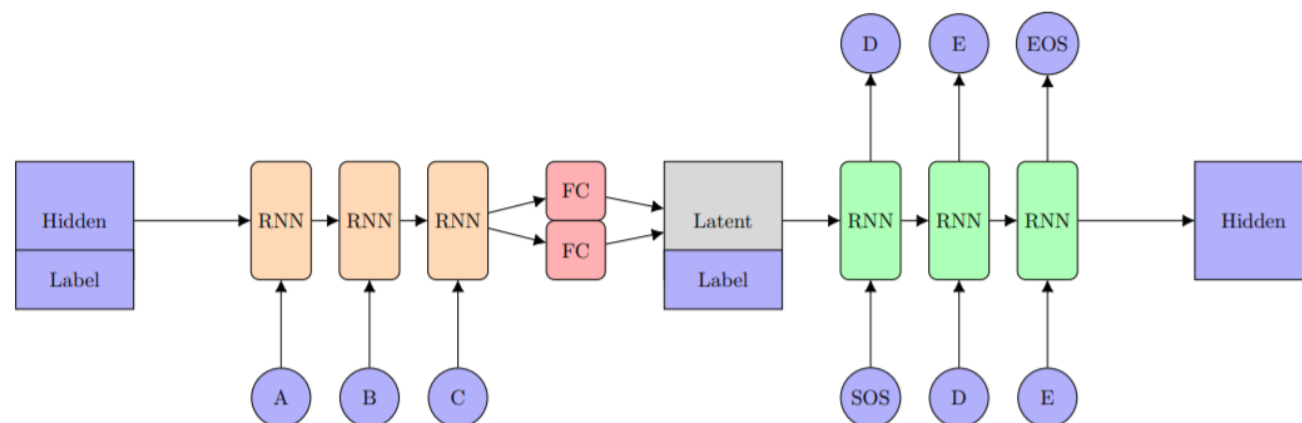 D E EOS
FC
Hidden RNN RNN RNN Latent RNN RNN RNN Hidden
FC
Label Label
A B C SOS D E